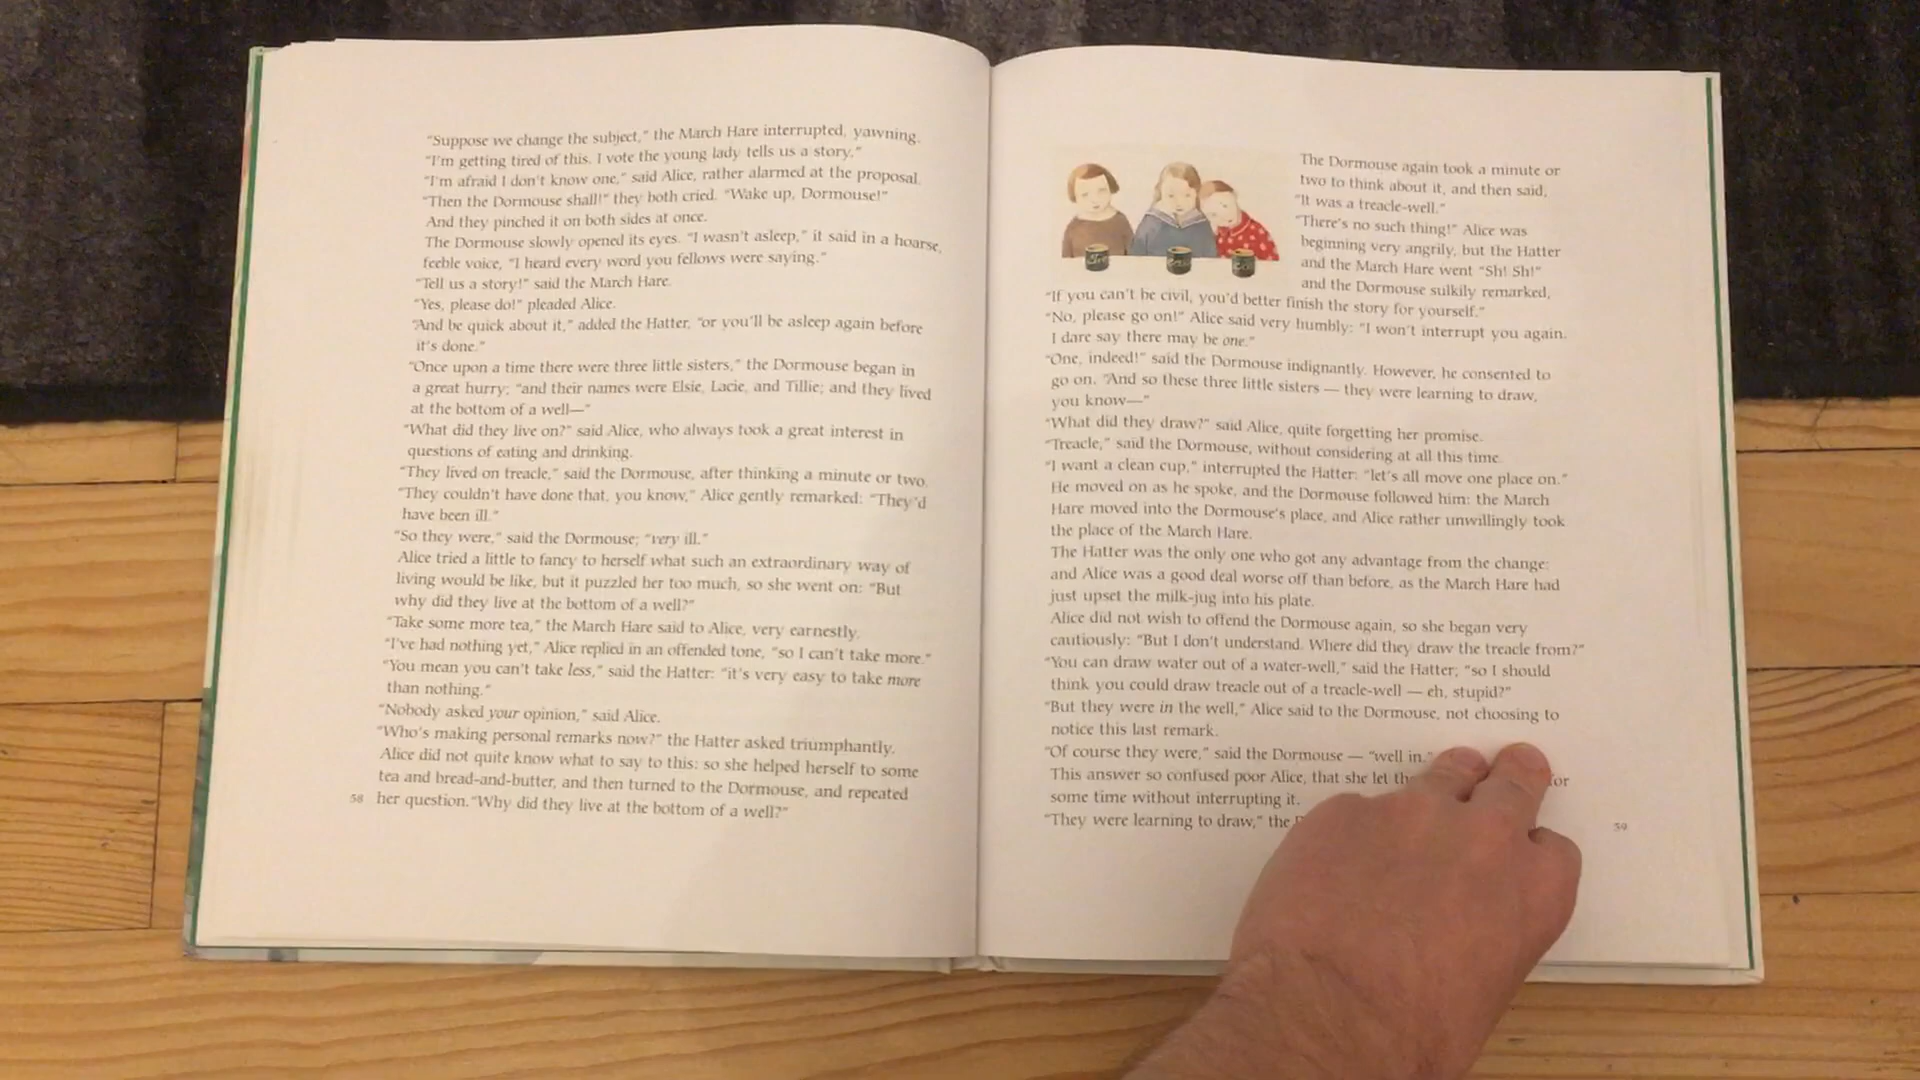 "Suppose we change the subject," the March Hare interrupted, yawning.
"I'm getting tired of this. I vote the young lady tells us a story."
"I'm afraid I don't know one," said Alice, rather alarmed at the proposal.
"Then the Dormouse shall!" they both cried. "Wake up, Dormouse!"
And they pinched it on both sides at once.
The Dormouse slowly opened its eyes. "I wasn't asleep," it said in a hoarse,
feeble voice, "I heard every word you fellows were saying."
"Tell us a story!" said the March Hare.
"Yes, please do!" pleaded Alice.
"And be quick about it," added the Hatter, "or you'll be asleep again before
it's done."
"Once upon a time there were three little sisters," the Dormouse began in
a great hurry; "and their names were Elsie, Lacie, and Tillie; and they lived
at the bottom of a well—"
"What did they live on?" said Alice, who always took a great interest in
questions of eating and drinking.
"They lived on treacle," said the Dormouse, after thinking a minute or two.
"They couldn't have done that, you know," Alice gently remarked: "They'd
have been ill."
"So they were," said the Dormouse; "very ill."
Alice tried a little to fancy to herself what such an extraordinary way of
living would be like, but it puzzled her too much, so she went on: "But
why did they live at the bottom of a well?"
"Take some more tea," the March Hare said to Alice, very earnestly.
"I've had nothing yet," Alice replied in an offended tone, "so I can't take more."
"You mean you can't take less," said the Hatter: "it's very easy to take more
than nothing."
"Nobody asked your opinion," said Alice.
"Who's making personal remarks now?" the Hatter asked triumphantly.
Alice did not quite know what to say to this: so she helped herself to some
tea and bread-and-butter, and then turned to the Dormouse, and repeated
her question. "Why did they live at the bottom of a well?"
58
The Dormouse again took a minute or
two to think about it, and then said,
"It was a treacle-well."
"There's no such thing!" Alice was
beginning very angrily, but the Hatter
and the March Hare went "Sh! Sh!"
and the Dormouse sulkily remarked,
"If you can't be civil, you'd better finish the story for yourself."
"No, please go on!" Alice said very humbly: "I won't interrupt you again.
I dare say there may be one."
"One, indeed!" said the Dormouse indignantly. However, he consented to
go on. "And so these three little sisters — they were learning to draw,
you know—"
"What did they draw?" said Alice, quite forgetting her promise.
"Treacle," said the Dormouse, without considering at all this time.
"I want a clean cup," interrupted the Hatter: "let's all move one place on."
He moved on as he spoke, and the Dormouse followed him: the March
Hare moved into the Dormouse's place, and Alice rather unwillingly took
the place of the March Hare.
The Hatter was the only one who got any advantage from the change:
and Alice was a good deal worse off than before, as the March Hare had
just upset the milk-jug into his plate.
Alice did not wish to offend the Dormouse again, so she began very
cautiously: "But I don't understand. Where did they draw the treacle from?"
"You can draw water out of a water-well," said the Hatter; "so I should
think you could draw treacle out of a treacle-well — eh, stupid?"
"But they were in the well," Alice said to the Dormouse, not choosing to
notice this last remark.
"Of course they were," said the Dormouse — "well in."
This answer so confused poor Alice, that she let for
some time without interrupting it.
"They were learning to draw," the
59